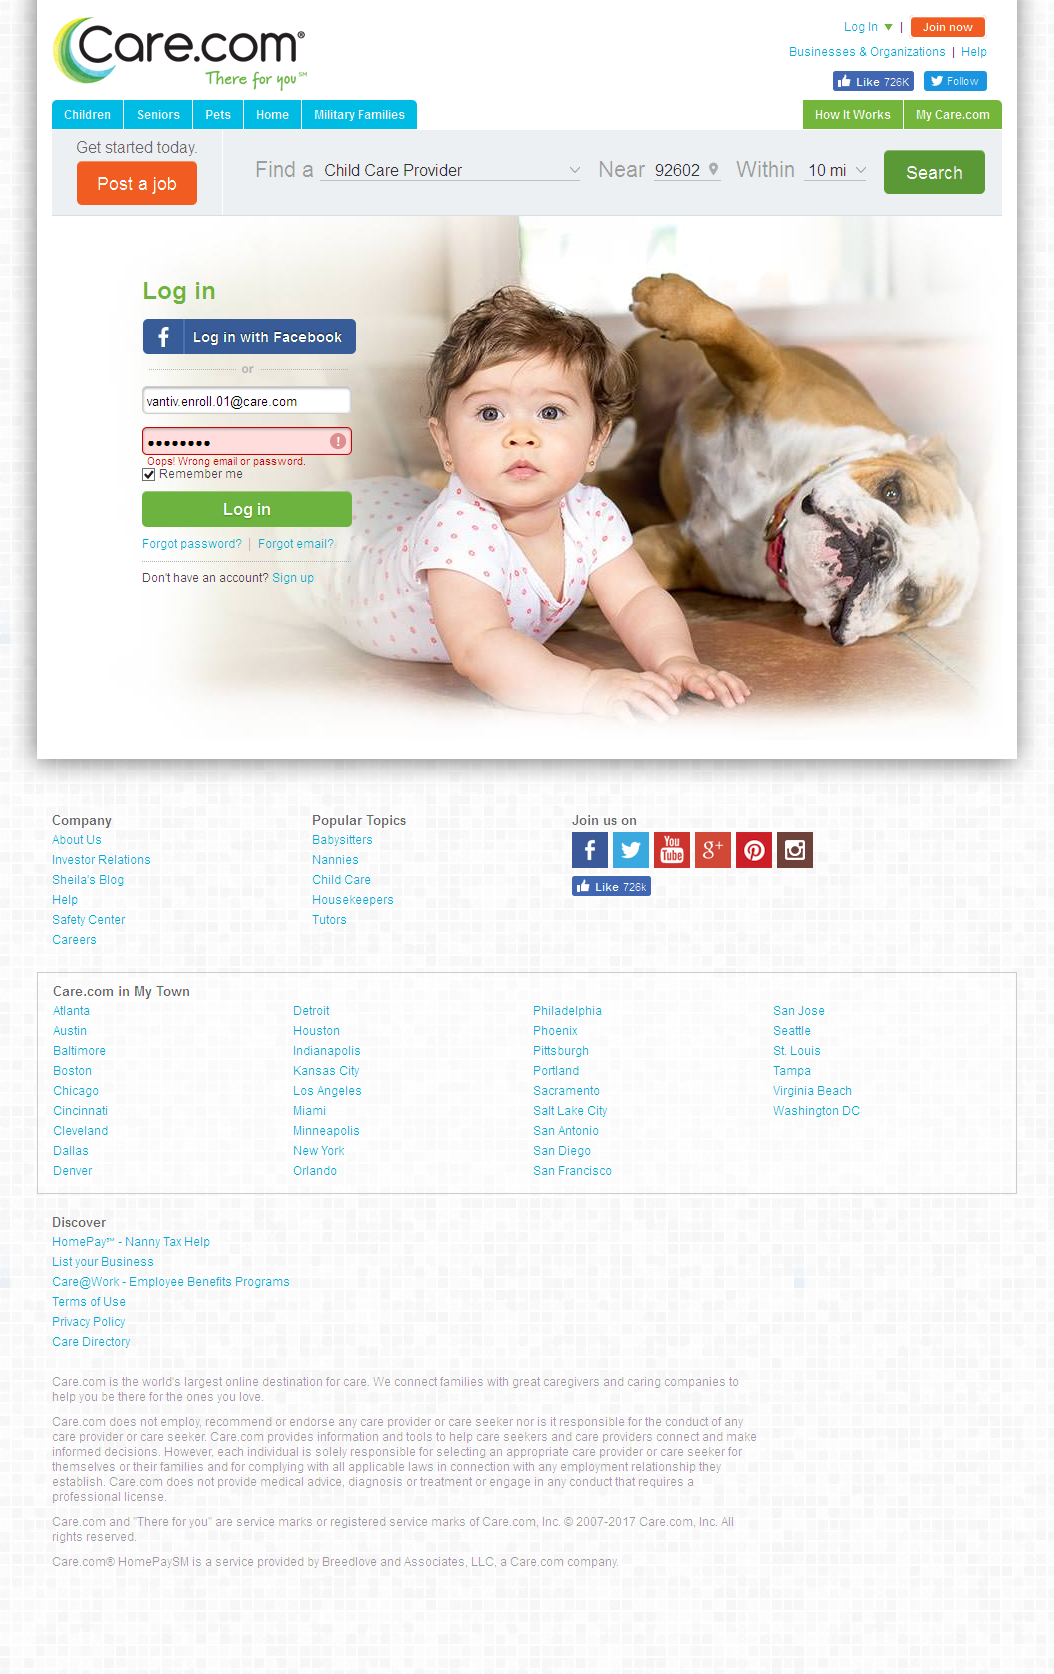 Care.com®
There for you℠
Log In | Join now
Businesses & Organizations | Help
Like 726K Follow
Children Seniors Pets Home Military Families How It Works My Care.com
Get started today.
Post a job
Find a Child Care Provider Near 92602 Within 10 mi Search
Log in
f Log in with Facebook
or
vantiv.enroll.01@care.com
Oops! Wrong email or password.
Remember me
Log in
Forgot password? | Forgot email?
Don't have an account? Sign up
Company
About Us
Investor Relations
Sheila's Blog
Help
Safety Center
Careers
Popular Topics
Babysitters
Nannies
Child Care
Housekeepers
Tutors
Join us on
You Tube g+
Like 726k
Care.com in My Town
Atlanta
Austin
Baltimore
Boston
Chicago
Cincinnati
Cleveland
Dallas
Denver
Detroit
Houston
Indianapolis
Kansas City
Los Angeles
Miami
Minneapolis
New York
Orlando
Philadelphia
Phoenix
Pittsburgh
Portland
Sacramento
Salt Lake City
San Antonio
San Diego
San Francisco
San Jose
Seattle
St. Louis
Tampa
Virginia Beach
Washington DC
Discover
HomePay℠ - Nanny Tax Help
List your Business
Care@Work - Employee Benefits Programs
Terms of Use
Privacy Policy
Care Directory
Care.com is the world's largest online destination for care. We connect families with great caregivers and caring companies to
help you be there for the ones you love.
Care.com does not employ, recommend or endorse any care provider or care seeker nor is it responsible for the conduct of any
care provider or care seeker. Care.com provides information and tools to help care seekers and care providers connect and make
informed decisions. However, each individual is solely responsible for selecting an appropriate care provider or care seeker for
themselves or their families and for complying with all applicable laws in connection with any employment relationship they
establish. Care.com does not provide medical advice, diagnosis or treatment or engage in any conduct that requires a
professional license.
Care.com and "There for you" are service marks or registered service marks of Care.com, Inc. © 2007-2017 Care.com, Inc. All
rights reserved.
Care.com® HomePaySM is a service provided by Breedlove and Associates, LLC, a Care.com company.